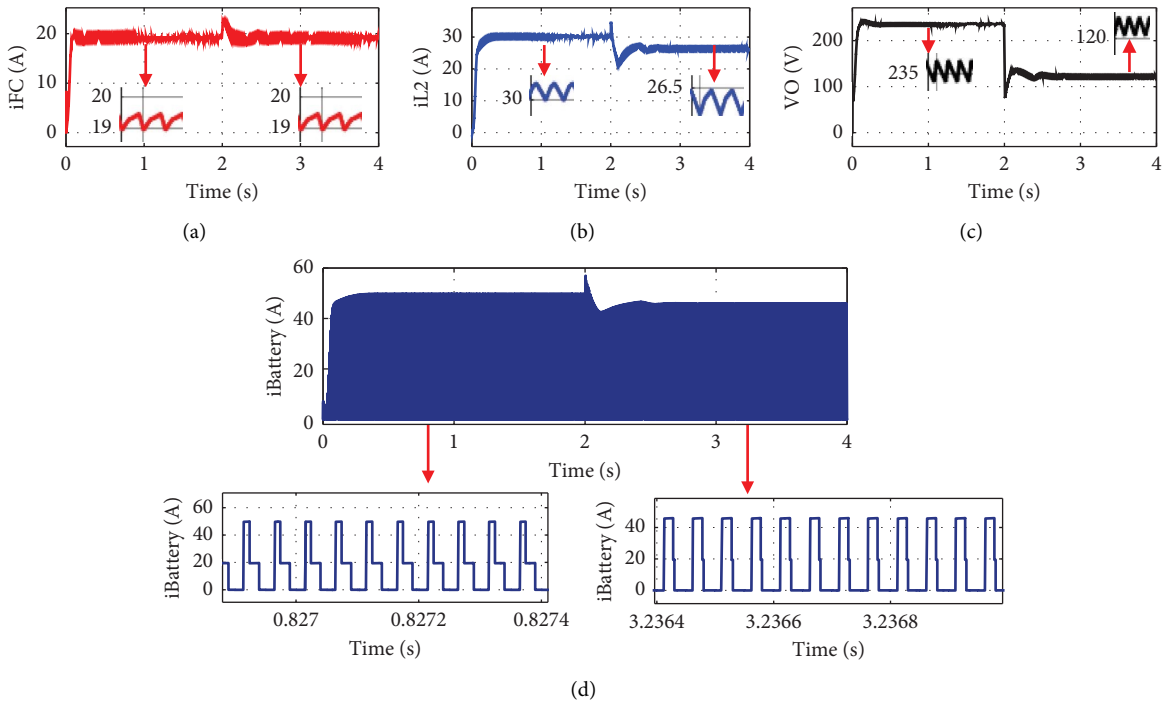 iFC (A)
20
10
0
20
19
20
19
0 1 2 3 4
Time (s)
(a)
iL2 (A)
30
20
10
0
30
26.5
0 1 2 3 4
Time (s)
(b)
VO (V)
200
100
0
235
120
0 1 2 3 4
Time (s)
(c)
iBattery (A)
60
40
20
0
0 1 2 3 4
Time (s)
iBattery (A)
60
40
20
0
0.827 0.8272 0.8274
Time (s)
iBattery (A)
40
20
0
3.2364 3.2366 3.2368
Time (s)
(d)